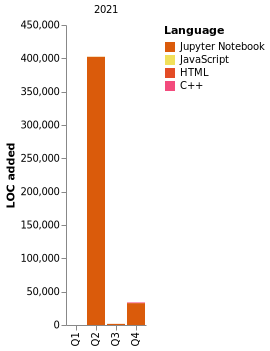 2021
450,000
400,000
350,000
300,000
250,000
200,000
150,000
100,000
50,000
0
LOC added
Q1
Q2
Q3
Q4
Language
Jupyter Notebook
JavaScript
HTML
C++